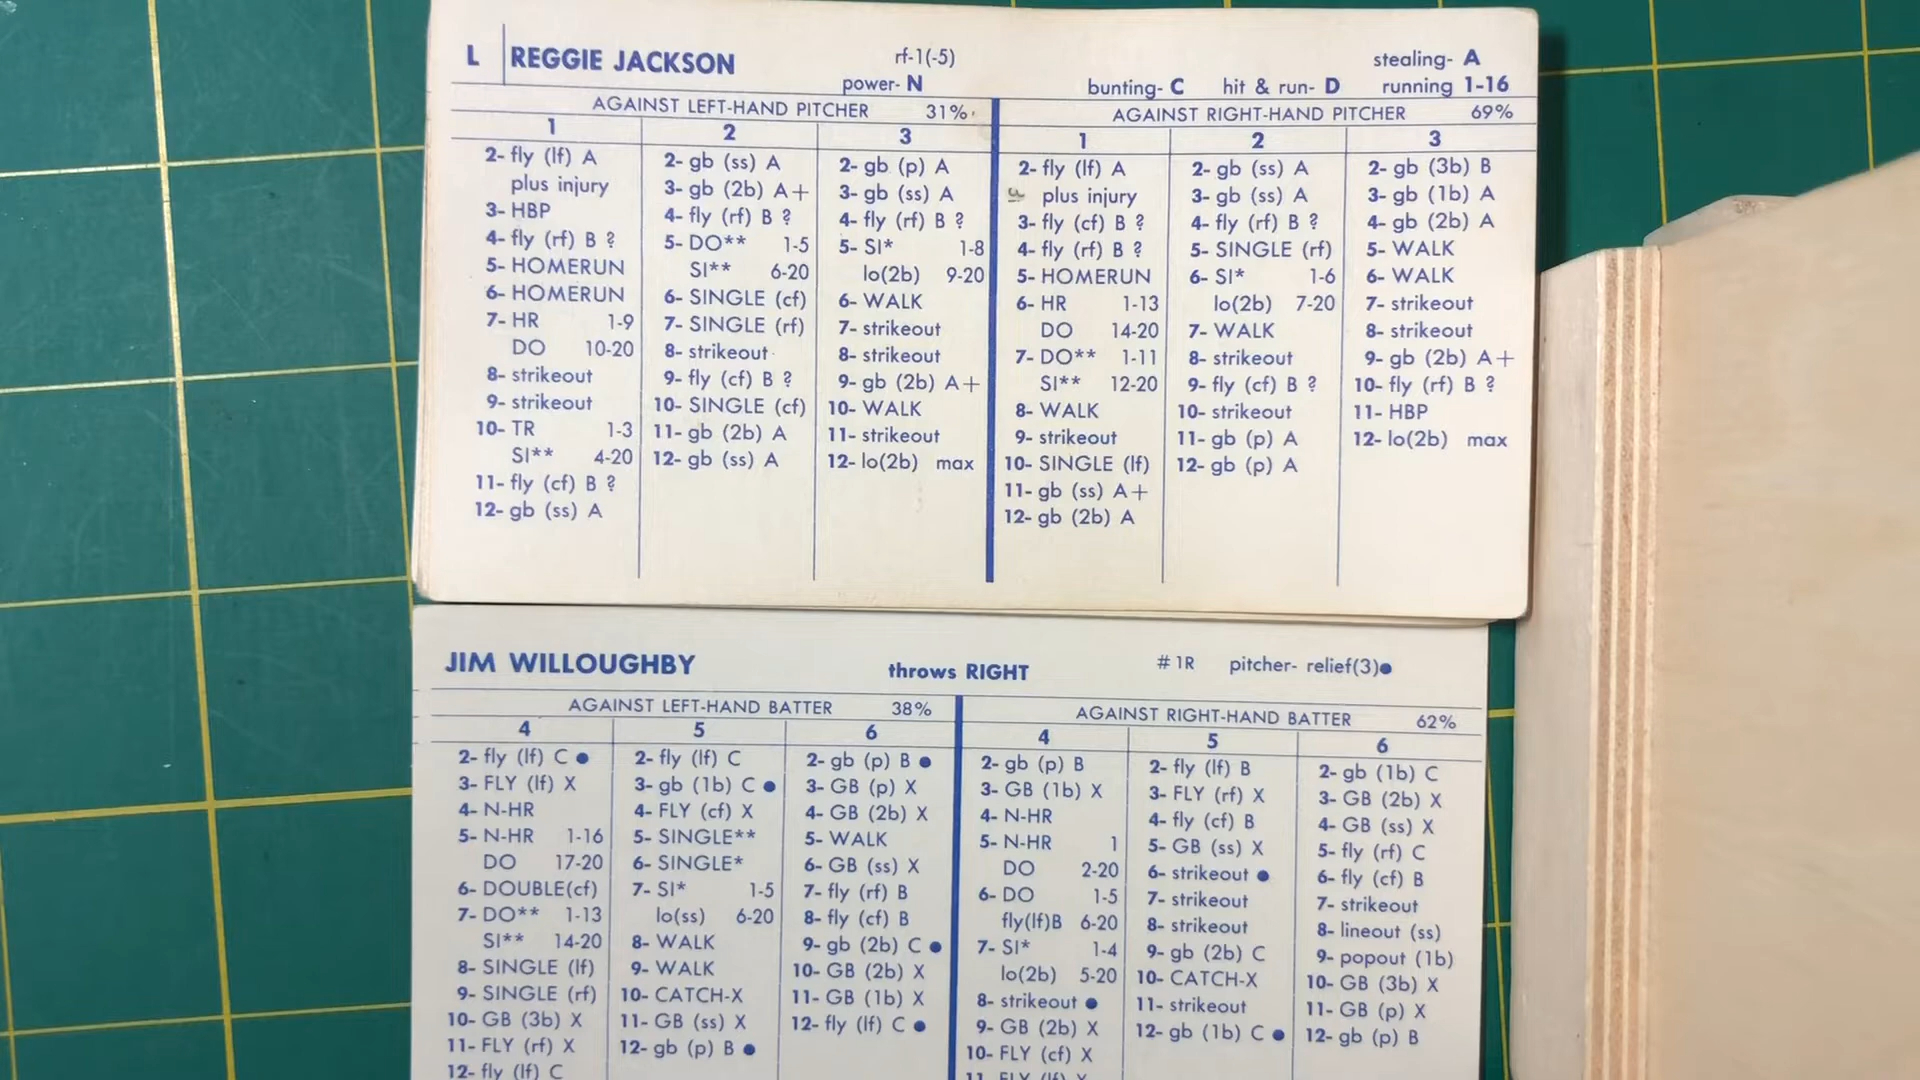 L REGGIE JACKSON rf-1(-5) stealing- A
power- N bunting- C hit & run- D running 1-16
AGAINST LEFT-HAND PITCHER 31%
1
2- fly (lf) A
plus injury
3- HBP
4- fly (rf) B ?
5- HOMERUN
6- HOMERUN
7- HR 1-9
DO 10-20
8- strikeout
9- strikeout
10- TR 1-3
SI** 4-20
11- fly (cf) B ?
12- gb (ss) A
2
2- gb (ss) A
3- gb (2b) A+
4- fly (rf) B ?
5- DO** 1-5
SI** 6-20
6- SINGLE (cf)
7- SINGLE (rf)
8- strikeout
9- fly (cf) B ?
10- SINGLE (cf)
11- gb (2b) A
12- gb (ss) A
3
2- gb (p) A
3- gb (ss) A
4- fly (rf) B ?
5- SI* 1-8
lo(2b) 9-20
6- WALK
7- strikeout
8- strikeout
9- gb (2b) A+
10- WALK
11- strikeout
12- lo(2b) max
AGAINST RIGHT-HAND PITCHER 69%
1
2- fly (lf) A
plus injury
3- fly (cf) B ?
4- fly (rf) B ?
5- HOMERUN
6- HR 1-13
DO 14-20
7- DO** 1-11
SI** 12-20
8- WALK
9- strikeout
10- SINGLE (lf)
11- gb (ss) A+
12- gb (2b) A
2
2- gb (ss) A
3- gb (ss) A
4- fly (rf) B ?
5- SINGLE (rf)
6- SI* 1-6
lo(2b) 7-20
7- WALK
8- strikeout
9- fly (cf) B ?
10- strikeout
11- gb (p) A
12- gb (p) A
3
2- gb (3b) B
3- gb (1b) A
4- gb (2b) A
5- WALK
6- WALK
7- strikeout
8- strikeout
9- gb (2b) A+
10- fly (rf) B ?
11- HBP
12- lo(2b) max
JIM WILLOUGHBY throws RIGHT # 1R pitcher- relief(3)●
AGAINST LEFT-HAND BATTER 38%
4
2- fly (lf) C ●
3- FLY (lf) X
4- N-HR
5- N-HR 1-16
DO 17-20
6- DOUBLE(cf)
7- DO** 1-13
SI** 14-20
8- SINGLE (lf)
9- SINGLE (rf)
10- GB (3b) X
11- FLY (rf) X
12- fly (lf) C
5
2- fly (lf) C
3- gb (1b) C ●
4- FLY (cf) X
5- SINGLE**
6- SINGLE*
7- SI* 1-5
lo(ss) 6-20
8- WALK
9- WALK
10- CATCH-X
11- GB (ss) X
12- gb (p) B ●
6
2- gb (p) B ●
3- GB (p) X
4- GB (2b) X
5- WALK
6- GB (ss) X
7- fly (rf) B
8- fly (cf) B
9- gb (2b) C ●
10- GB (2b) X
11- GB (1b) X
12- fly (lf) C ●
AGAINST RIGHT-HAND BATTER 62%
4
2- gb (p) B
3- GB (1b) X
4- N-HR
5- N-HR 1
DO 2-20
6- DO 1-5
fly(lf)B 6-20
7- SI* 1-4
lo(2b) 5-20
8- strikeout ●
9- GB (2b) X
10- FLY (cf) X
11- FLY (lf) X
5
2- fly (lf) B
3- FLY (rf) X
4- fly (cf) B
5- GB (ss) X
6- strikeout ●
7- strikeout
8- strikeout
9- gb (2b) C
10- CATCH-X
11- strikeout
12- gb (1b) C ●
6
2- gb (1b) C
3- GB (2b) X
4- GB (ss) X
5- fly (rf) C
6- fly (cf) B
7- strikeout
8- lineout (ss)
9- popout (1b)
10- GB (3b) X
11- GB (p) X
12- gb (p) B